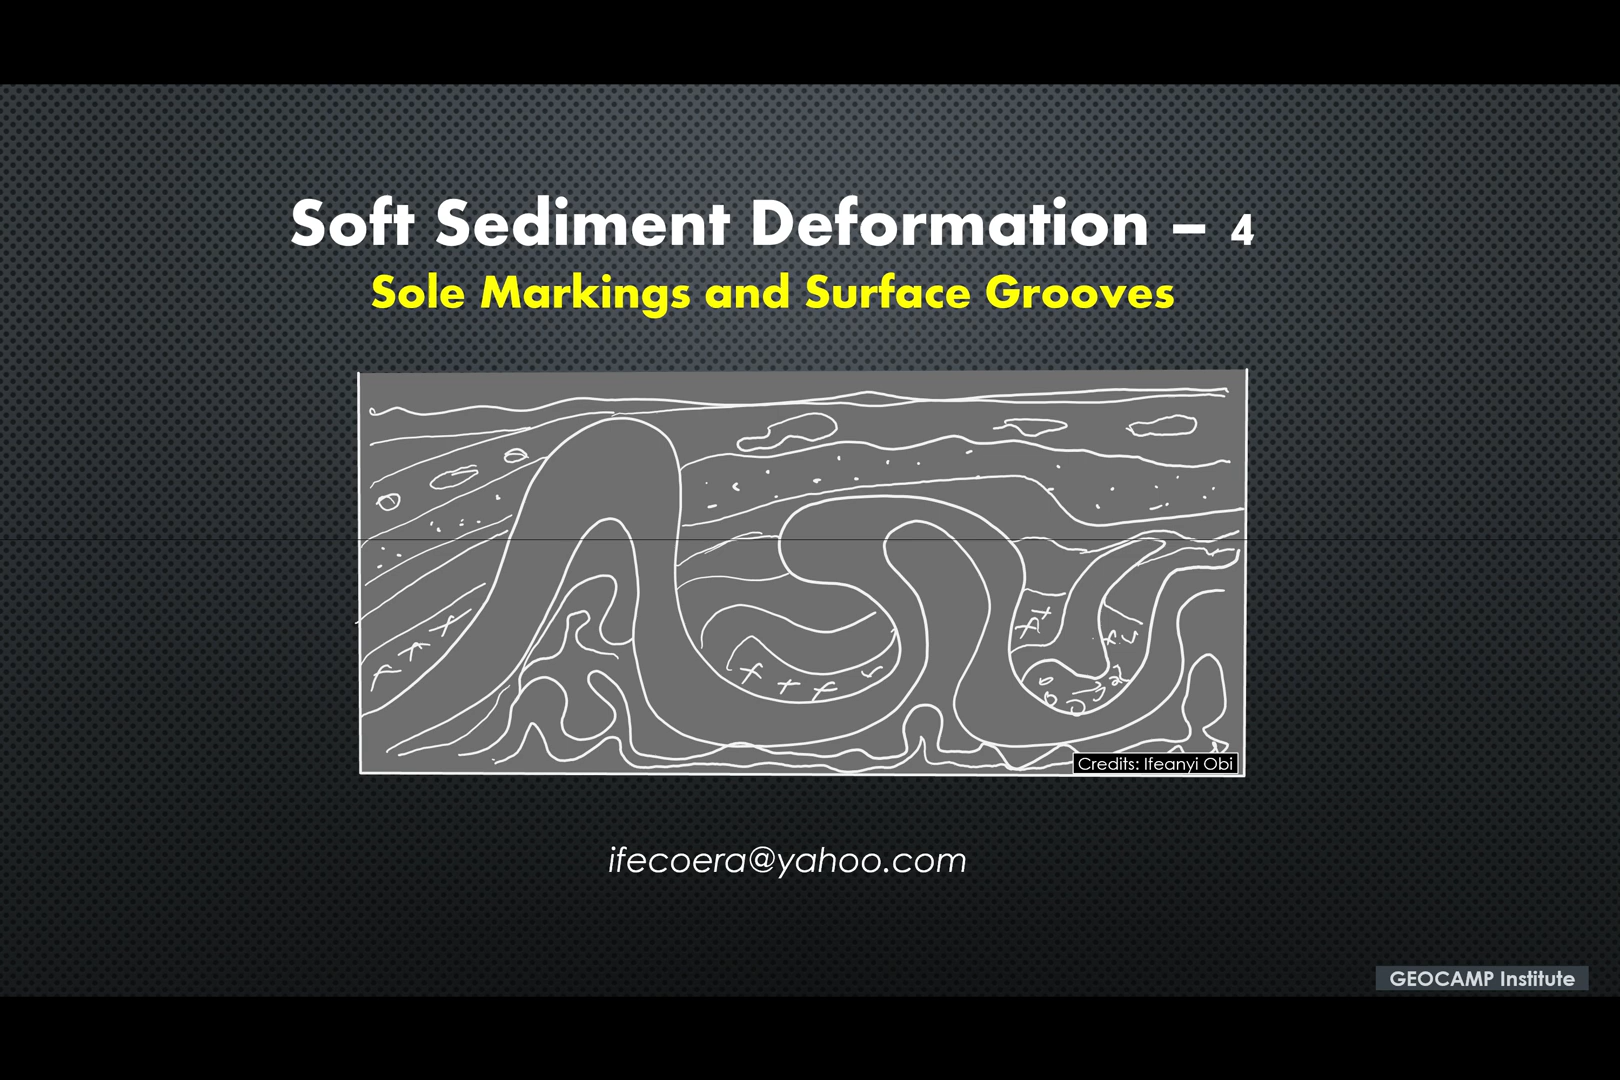 Soft Sediment Deformation – 4
Sole Markings and Surface Grooves
Credits: Ifeanyi Obi
ifecoera@yahoo.com
GEOCAMP Institute